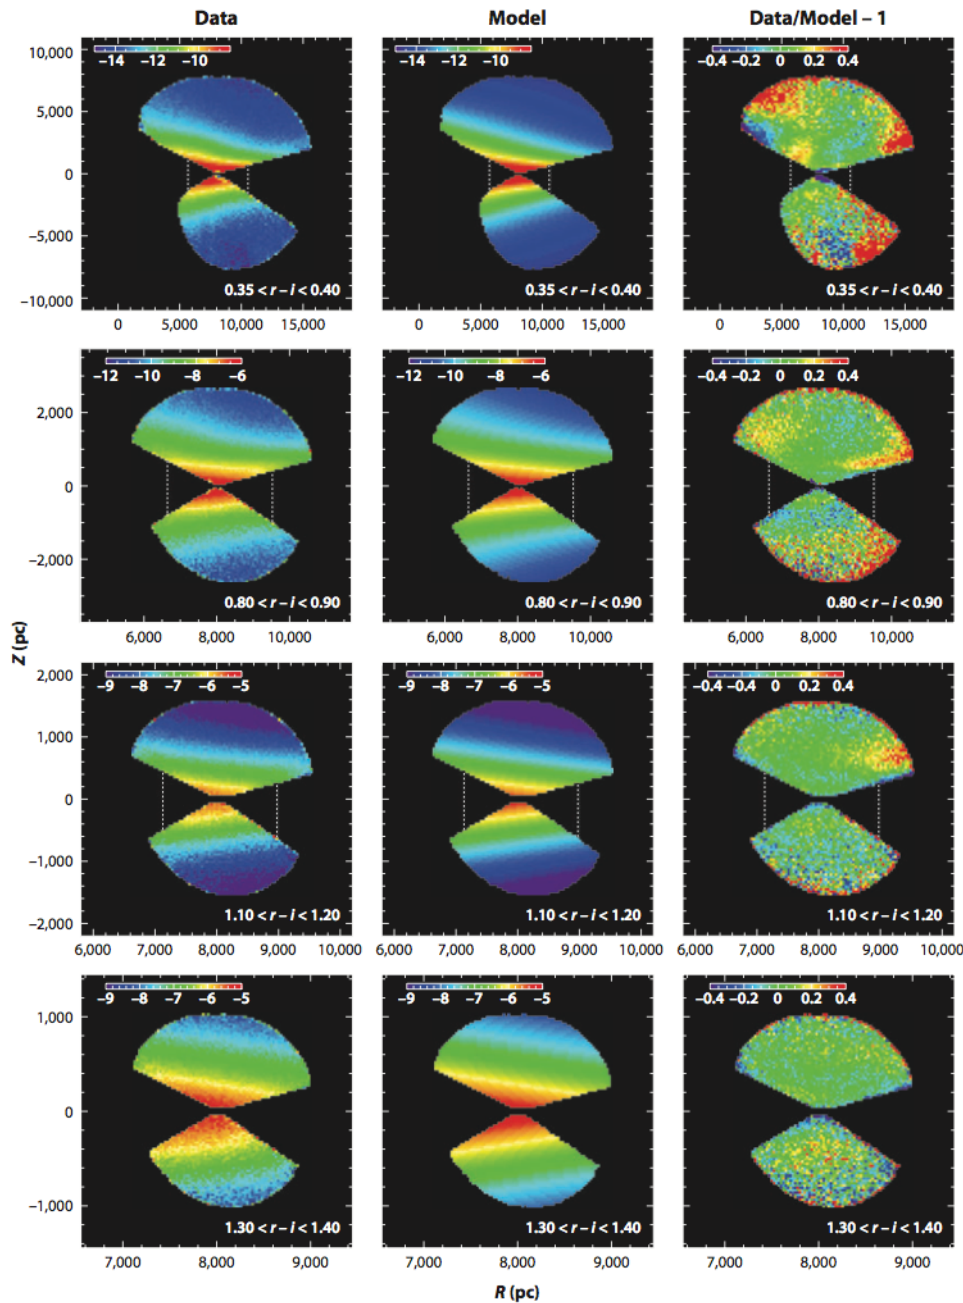 Data Model Data/Model – 1
−14 −12 −10 −14 −12 −10 −0.4 −0.2 0 0.2 0.4
10,000
5,000
0
−5,000
−10,000
0.35 < r – i < 0.40 0.35 < r – i < 0.40 0.35 < r – i < 0.40
0 5,000 10,000 15,000 0 5,000 10,000 15,000 0 5,000 10,000 15,000
−12 −10 −8 −6 −12 −10 −8 −6 −0.4 −0.2 0 0.2 0.4
2,000
0
−2,000
0.80 < r – i < 0.90 0.80 < r – i < 0.90 0.80 < r – i < 0.90
6,000 8,000 10,000 6,000 8,000 10,000 6,000 8,000 10,000
Z (pc)
−9 −8 −7 −6 −5 −9 −8 −7 −6 −5 −0.4 −0.4 0 0.2 0.4
2,000
1,000
0
−1,000
−2,000
1.10 < r – i < 1.20 1.10 < r – i < 1.20 1.10 < r – i < 1.20
6,000 7,000 8,000 9,000 10,000 6,000 7,000 8,000 9,000 10,000 6,000 7,000 8,000 9,000 10,000
−9 −8 −7 −6 −5 −9 −8 −7 −6 −5 −0.4 −0.2 0 0.2 0.4
1,000
0
−1,000
1.30 < r – i < 1.40 1.30 < r – i < 1.40 1.30 < r – i < 1.40
7,000 8,000 9,000 7,000 8,000 9,000 7,000 8,000 9,000
R (pc)